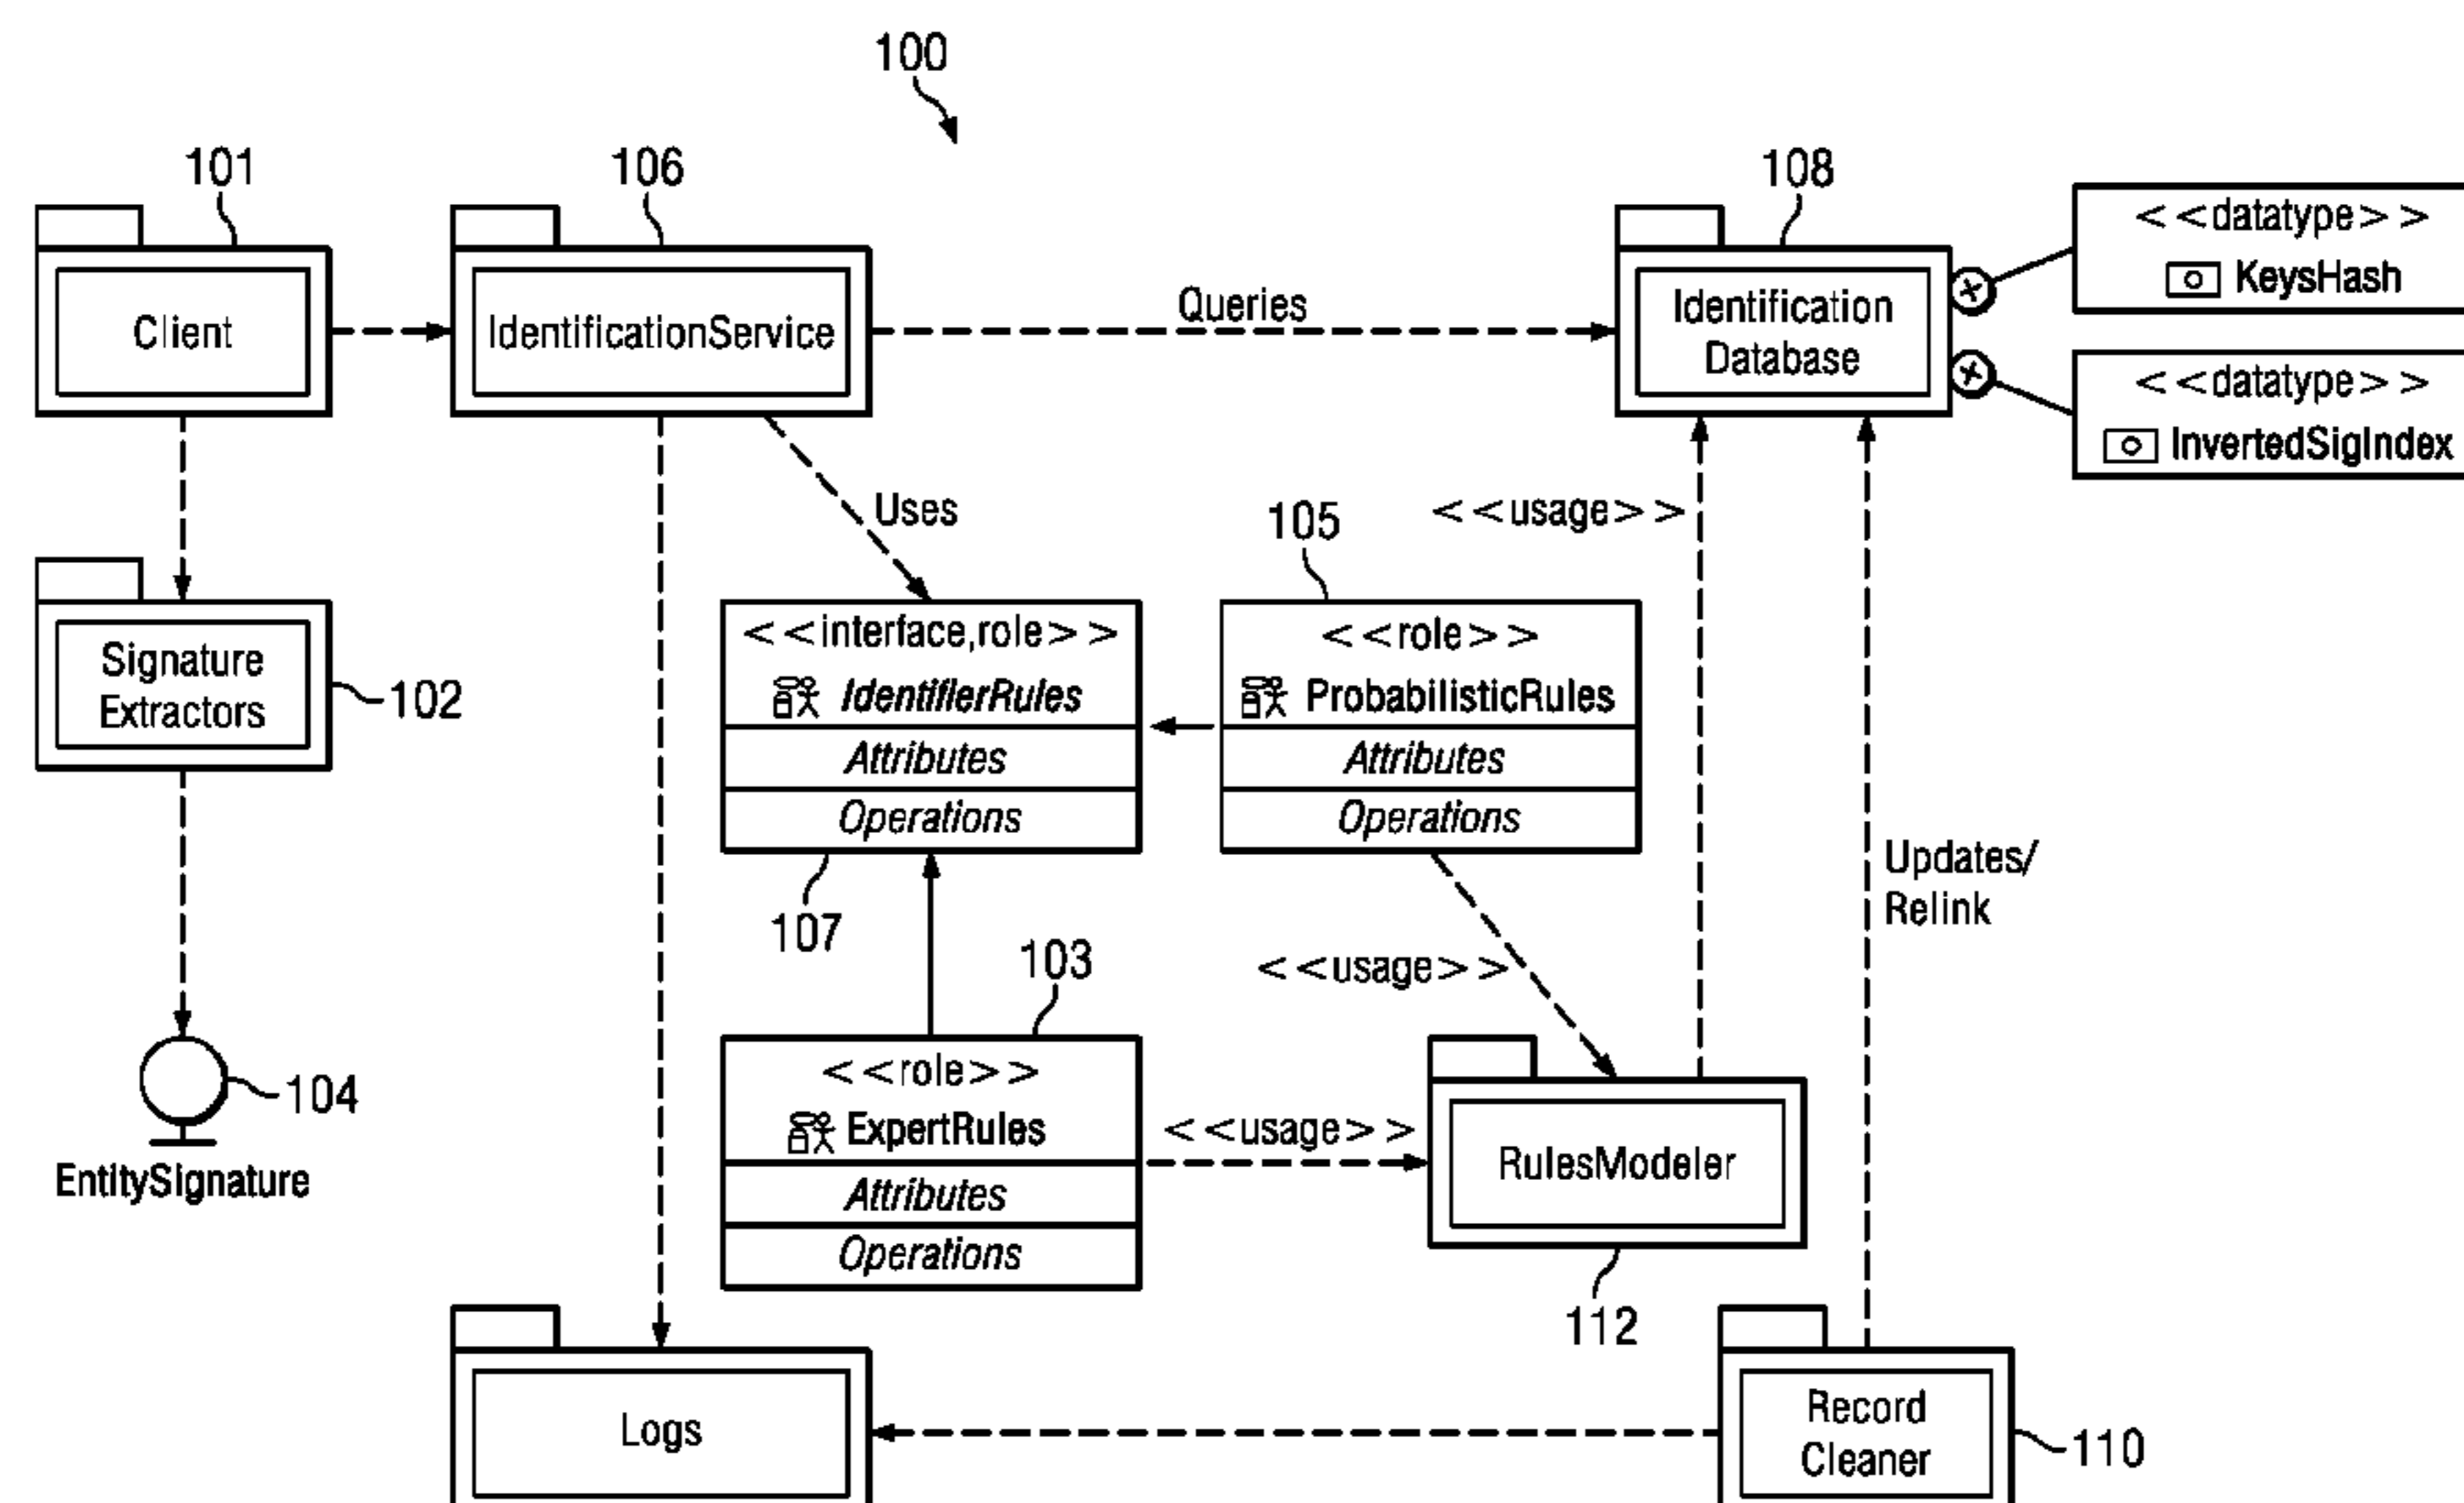 100
101
106
108
<<datatype>>
KeysHash
Client
IdentificationService
Queries
Identification
Database
<<datatype>>
InvertedSigIndex
Uses
105
<<usage>>
Signature
Extractors
102
<<interface,role>>
IdentifierRules
Attributes
Operations
<<role>>
ProbabilisticRules
Attributes
Operations
Updates/
Relink
107
103
<<usage>>
104
EntitySignature
<<role>>
ExpertRules
Attributes
Operations
<<usage>>
RulesModeler
112
Logs
Record
Cleaner
110